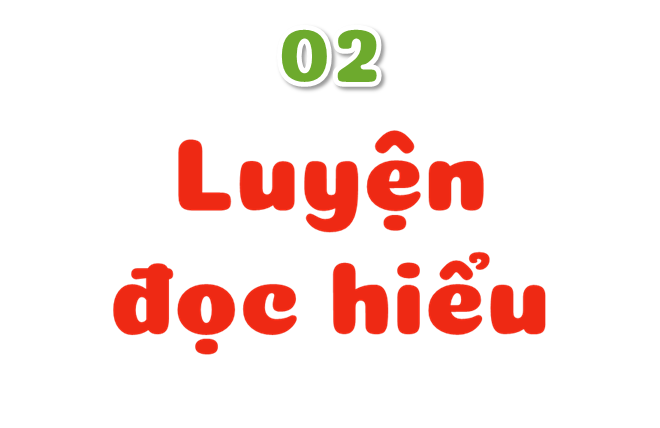 02
Luyện
đọc hiểu